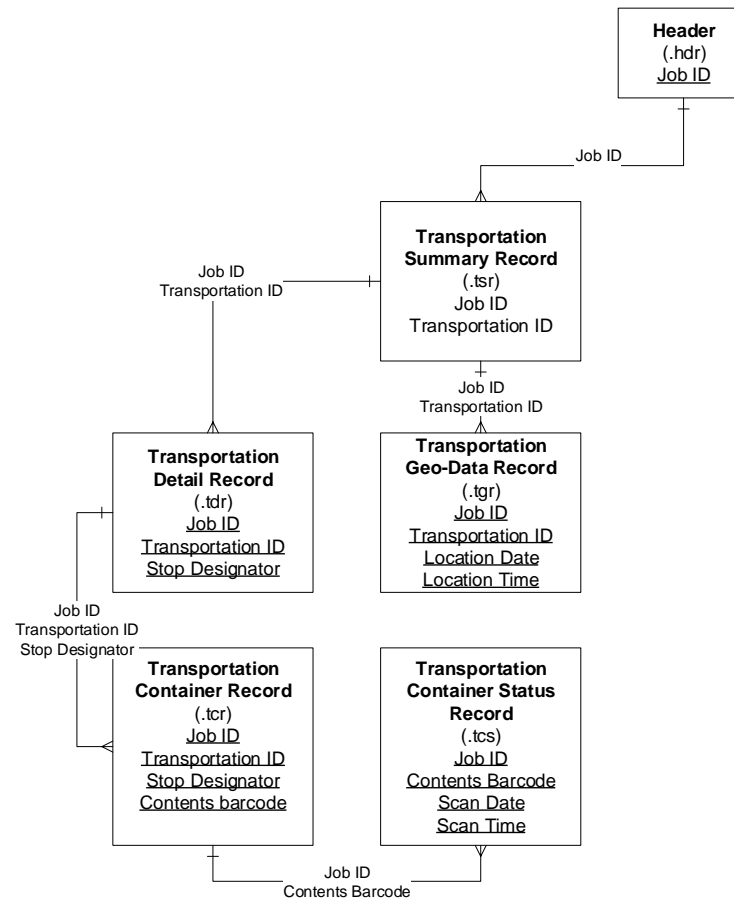 Header
(.hdr)
Job ID
Job ID
Transportation
Summary Record
(.tsr)
Job ID
Transportation ID
Job ID
Transportation ID
Job ID
Transportation ID
Transportation
Detail Record
(.tdr)
Job ID
Transportation ID
Stop Designator
Transportation
Geo-Data Record
(.tgr)
Job ID
Transportation ID
Location Date
Location Time
Job ID
Transportation ID
Stop Designator
Transportation
Container Record
(.tcr)
Job ID
Transportation ID
Stop Designator
Contents barcode
Transportation
Container Status
Record
(.tcs)
Job ID
Contents Barcode
Scan Date
Scan Time
Job ID
Contents Barcode